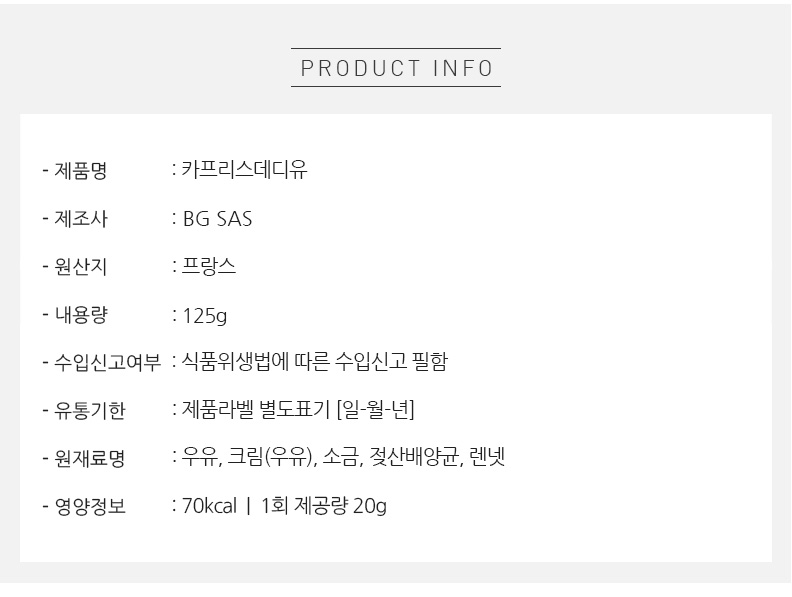 PRODUCT INFO
- 제품명 : 카프리스데디유
- 제조사 : BG SAS
- 원산지 : 프랑스
- 내용량 : 125g
- 수입신고여부 : 식품위생법에 따른 수입신고 필함
- 유통기한 : 제품라벨 별도표기 [일-월-년]
- 원재료명 : 우유, 크림(우유), 소금, 젖산배양균, 렌넷
- 영양정보 : 70kcal | 1회 제공량 20g